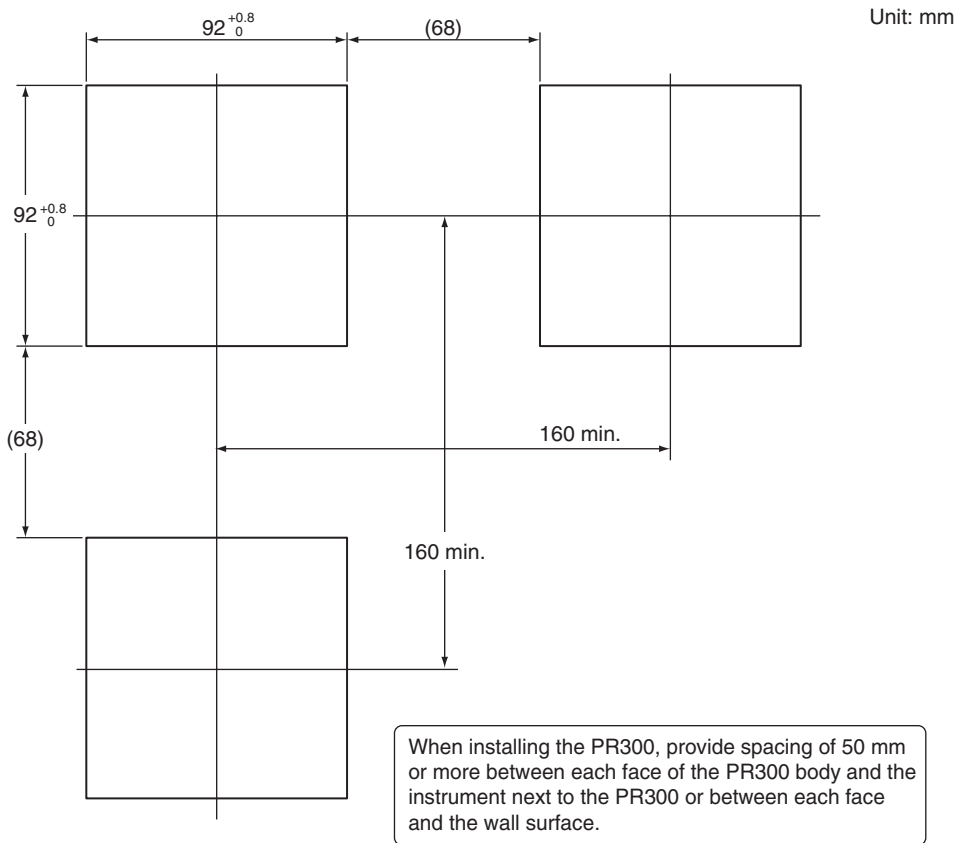 Unit: mm
92 +0.8 0
(68)
92 +0.8 0
(68)
160 min.
160 min.
When installing the PR300, provide spacing of 50 mm
or more between each face of the PR300 body and the
instrument next to the PR300 or between each face
and the wall surface.